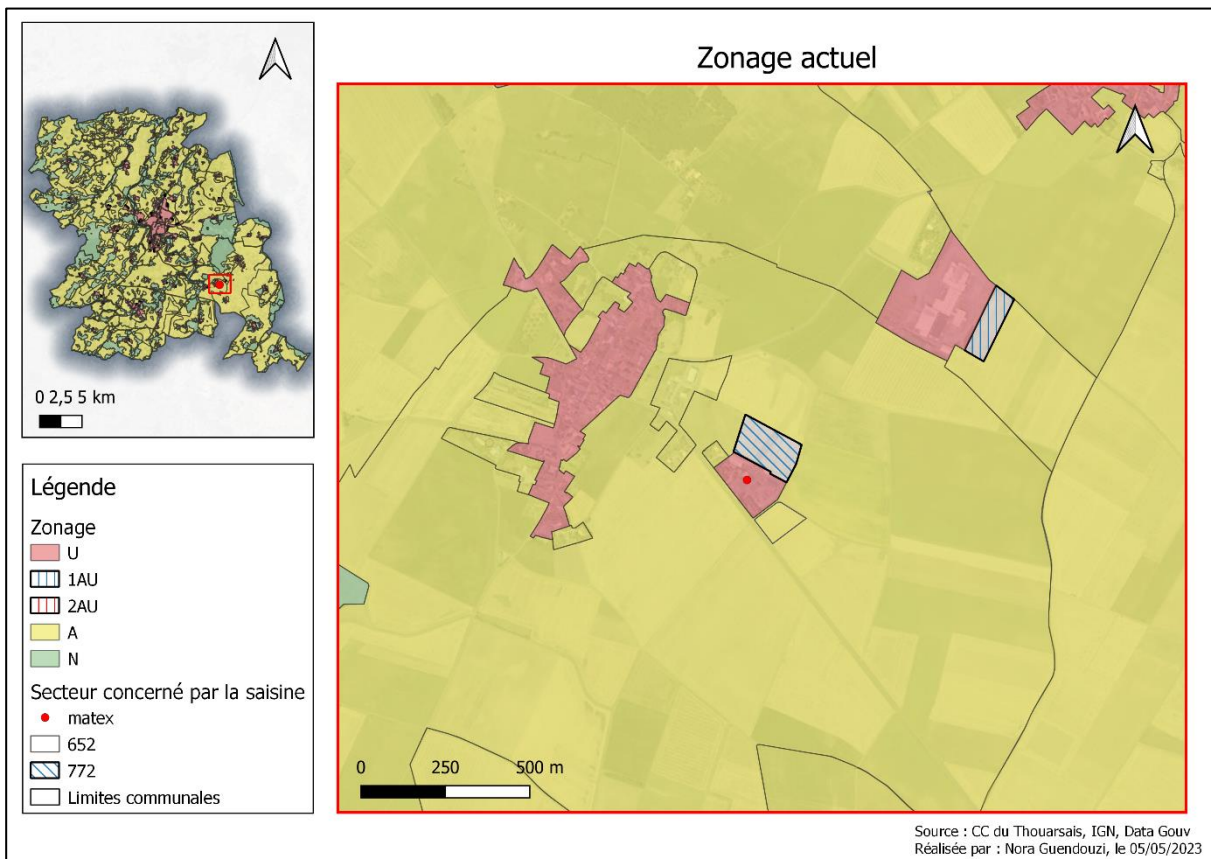 Zonage actuel
0 2,5 5 km
Légende
Zonage
U
1AU
2AU
A
N
Secteur concerné par la saisine
matex
652
772
Limites communales
0 250 500 m
Source : CC du Thouarsais, IGN, Data Gouv
Réalisée par : Nora Guendouzi, le 05/05/2023